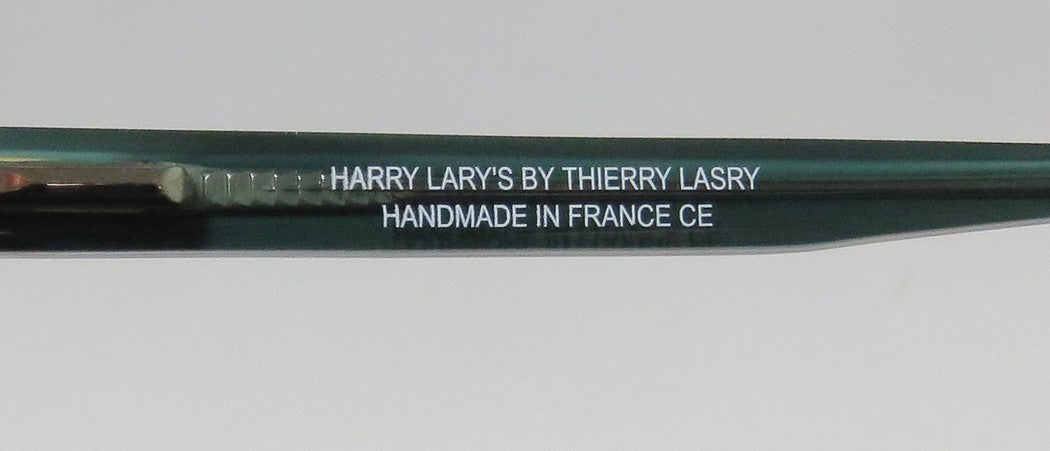 HARRY LARY'S BY THIERRY LASRY
HANDMADE IN FRANCE CE